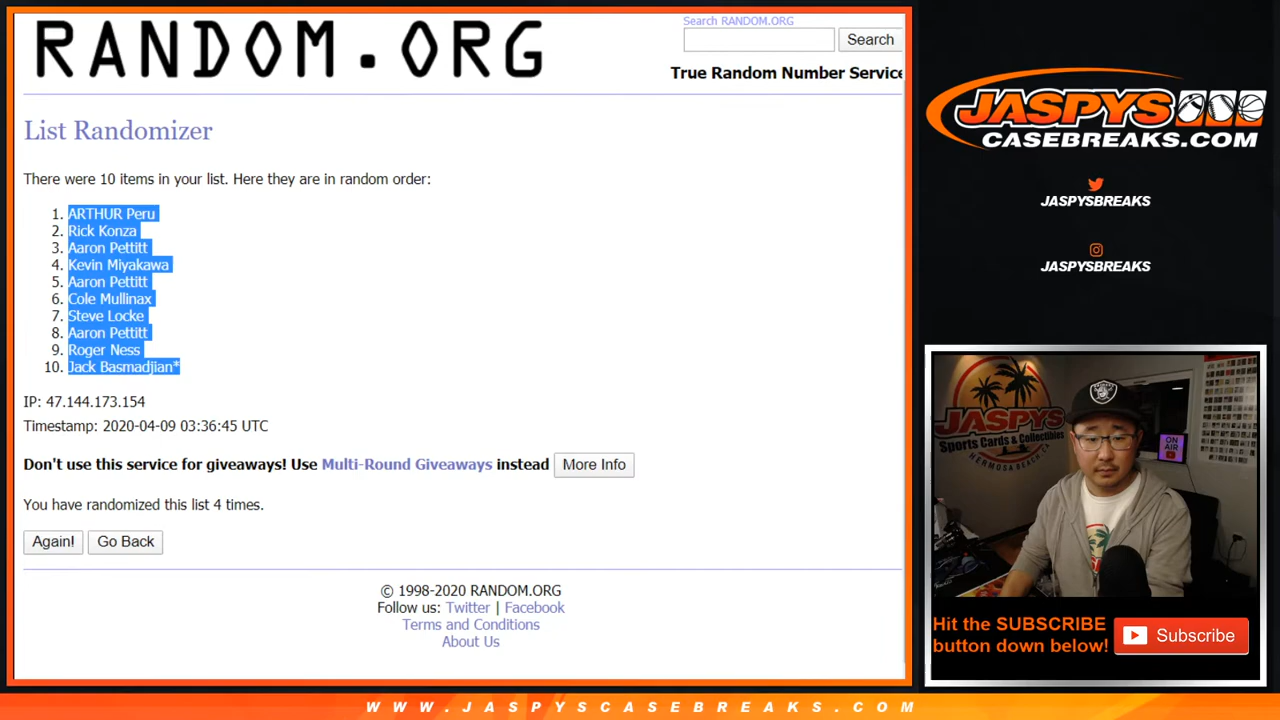 RANDOM.ORG
Search RANDOM.ORG
Search
True Random Number Service
List Randomizer
There were 10 items in your list. Here they are in random order:
1. ARTHUR Peru
2. Rick Konza
3. Aaron Pettitt
4. Kevin Miyakawa
5. Aaron Pettitt
6. Cole Mullinax
7. Steve Locke
8. Aaron Pettitt
9. Roger Ness
10. Jack Basmadjian*
IP: 47.144.173.154
Timestamp: 2020-04-09 03:36:45 UTC
Don't use this service for giveaways! Use Multi-Round Giveaways instead More Info
You have randomized this list 4 times.
Again! Go Back
© 1998-2020 RANDOM.ORG
Follow us: Twitter | Facebook
Terms and Conditions
About Us
JASPYS
CASEBREAKS.COM
JASPYSBREAKS
JASPYSBREAKS
JASPYS
Sports Cards & Collectibles
HERMOSA BEACH, CA
ON
AIR
Hit the SUBSCRIBE
button down below!
Subscribe
WWW.JASPYSCASEBREAKS.COM